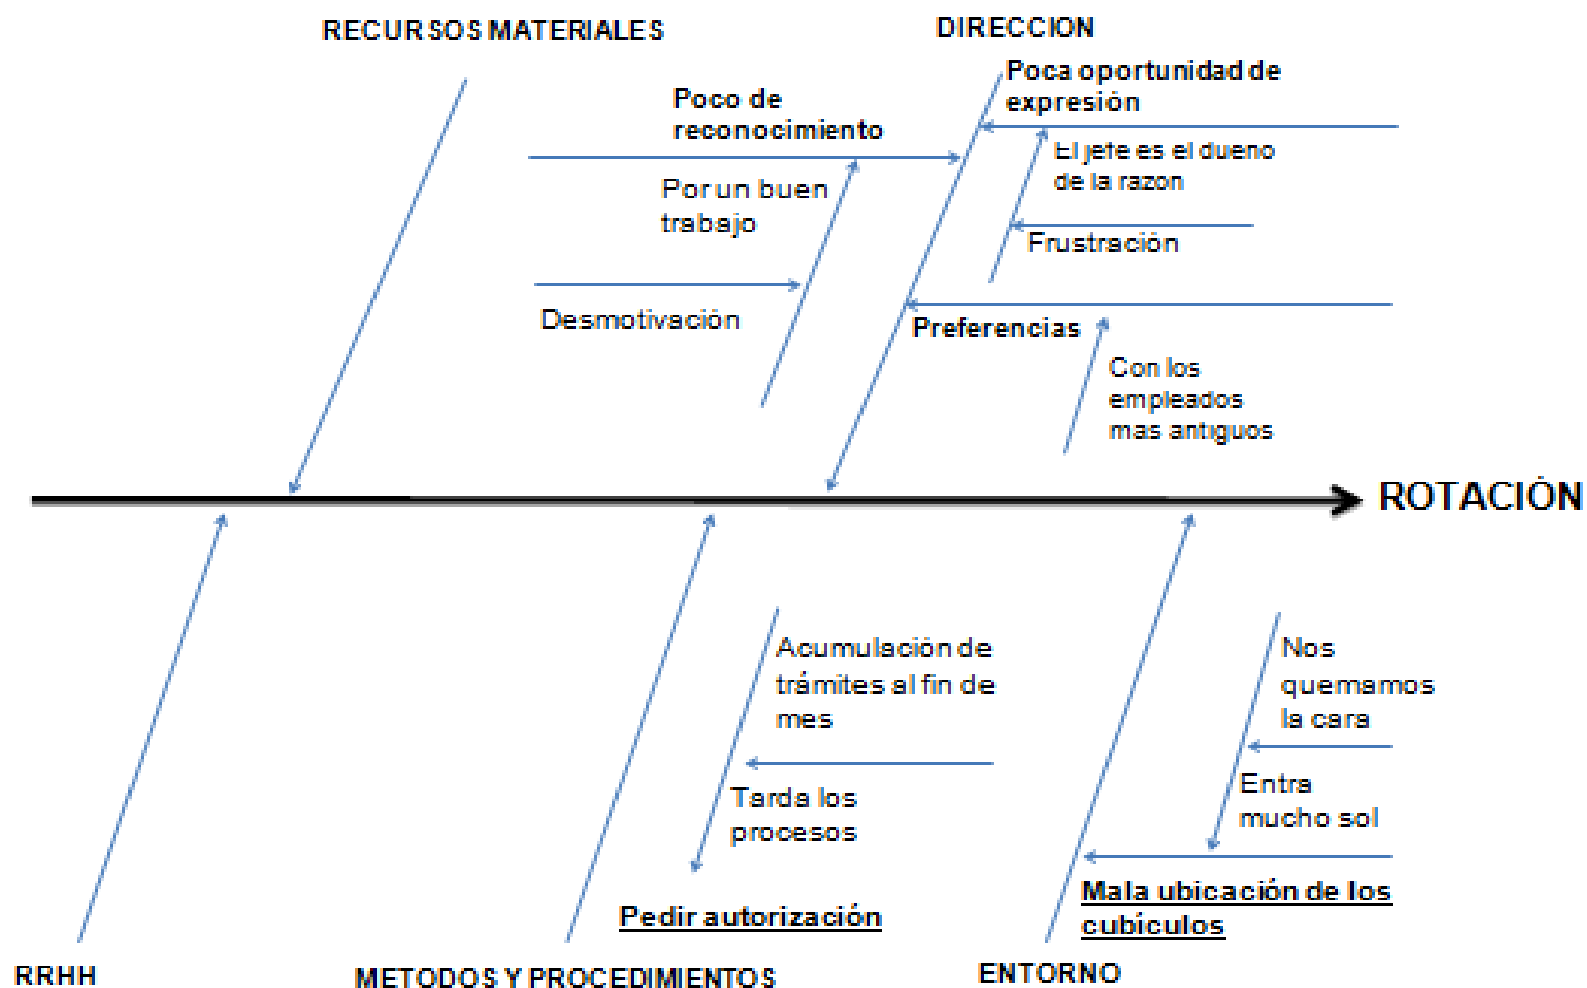 RECURSOS MATERIALES
DIRECCION
Poca oportunidad de
expresión
Poco de
reconocimiento
El jefe es el dueno
de la razon
Por un buen
trabajo
Frustración
Desmotivación
Preferencias
Con los
empleados
mas antiguos
ROTACIÓN
Acumulación de
trámites al fin de
mes
Nos
quemamos
la cara
Tarda los
procesos
Entra
mucho sol
Pedir autorización
Mala ubicación de los
cubículos
RRHH
METODOS Y PROCEDIMIENTOS
ENTORNO